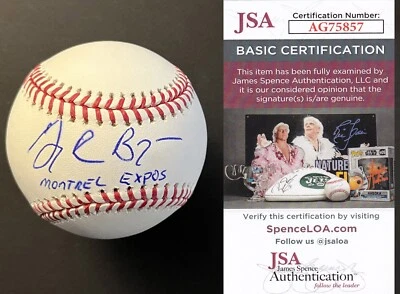 MONTREL EXPOS
JSA
Certification Number:
AG75857
BASIC CERTIFICATION
This item has been fully examined by
James Spence Authentication, LLC and
it is our considered opinion that the
signature(s) is/are genuine.
Verify this certification by visiting
SpenceLOA.com
Follow us @jsaloa
JSA
James Spence
Authentication
follow the leader